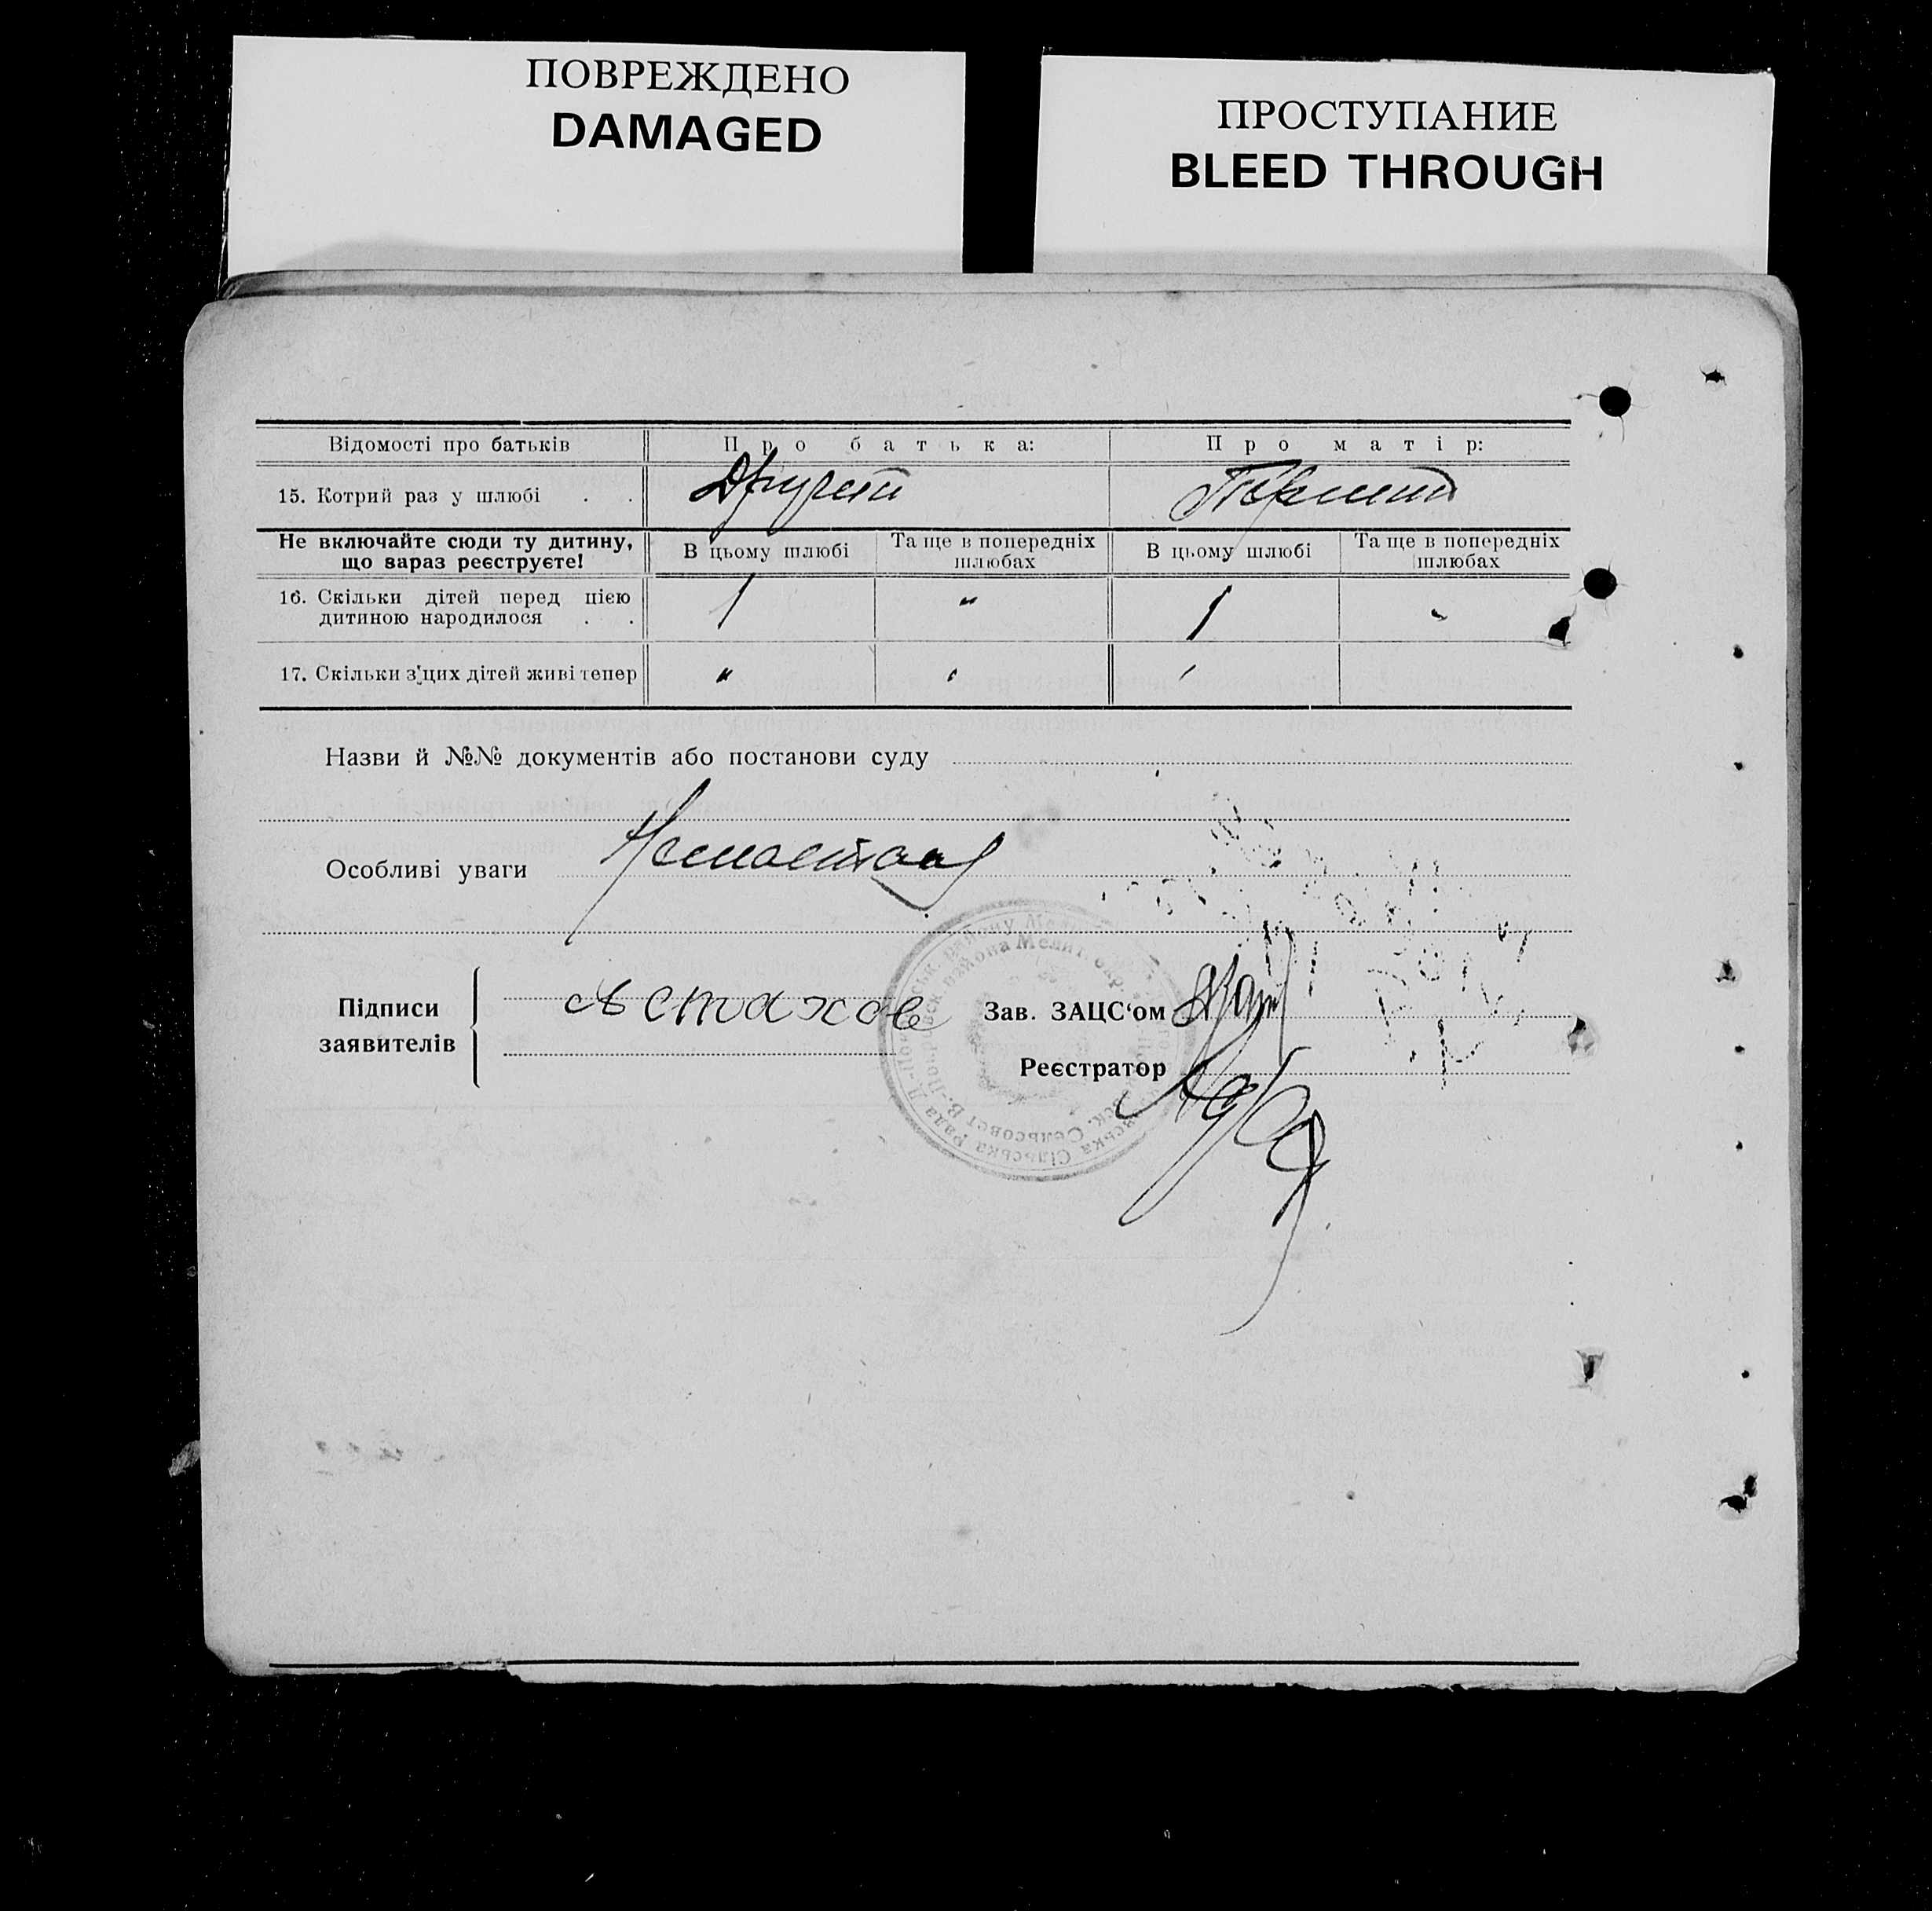 ПОВРЕЖДЕНО
DAMAGED
ПРОСТУПАНИЕ
BLEED THROUGH
Відомості про батьків Про батька: Про матір:
15. Котрий раз у шлюбі . . Другий Перший
Не включайте сюди ту дитину, що вараз реєструєте! В цьому шлюбі Та ще в попередніх шлюбах В цьому шлюбі Та ще в попередніх шлюбах
16. Скільки дітей перед цією
дитиною народилося . . 1 " 1 "
17. Скільки з'цих дітей живі тепер " " "
Назви й №№ документів або постанови суду
Особливі уваги
Підписи
заявителів
Астахов
Зав. ЗАЦС‘ом
Реєстратор